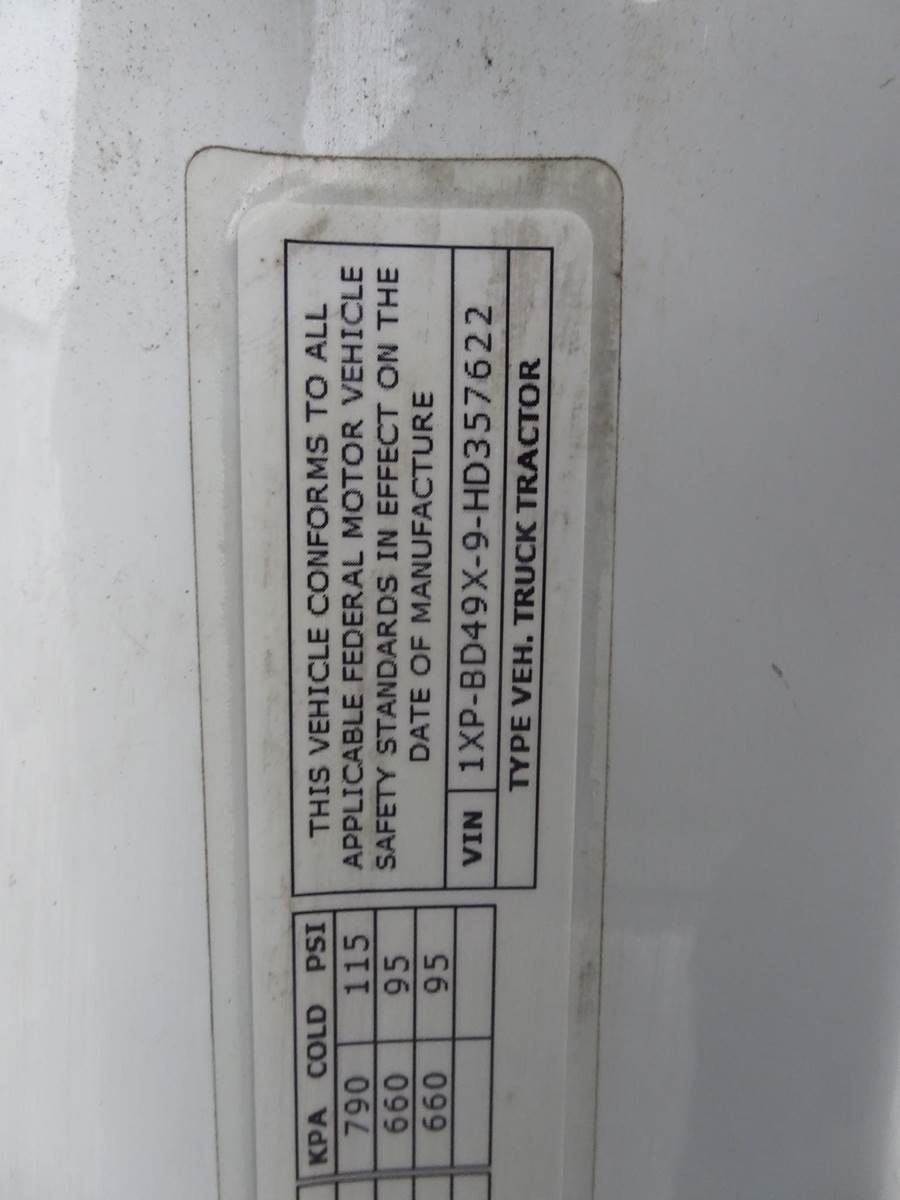 KPA COLD PSI
790 115
660 95
660 95
THIS VEHICLE CONFORMS TO ALL
APPLICABLE FEDERAL MOTOR VEHICLE
SAFETY STANDARDS IN EFFECT ON THE
DATE OF MANUFACTURE
VIN 1XP-BD49X-9-HD357622
TYPE VEH. TRUCK TRACTOR